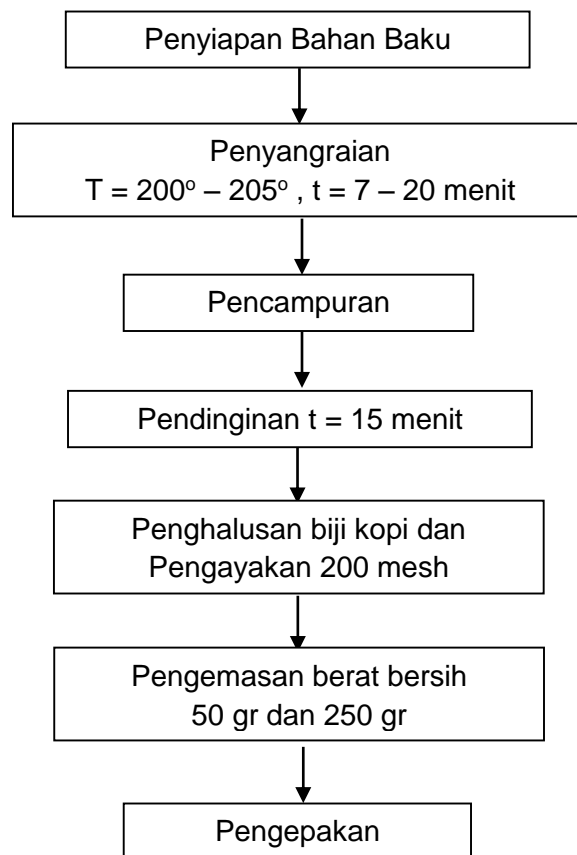 Penyiapan Bahan Baku
Penyangraian
T = 200º – 205º , t = 7 – 20 menit
Pencampuran
Pendinginan t = 15 menit
Penghalusan biji kopi dan
Pengayakan 200 mesh
Pengemasan berat bersih
50 gr dan 250 gr
Pengepakan